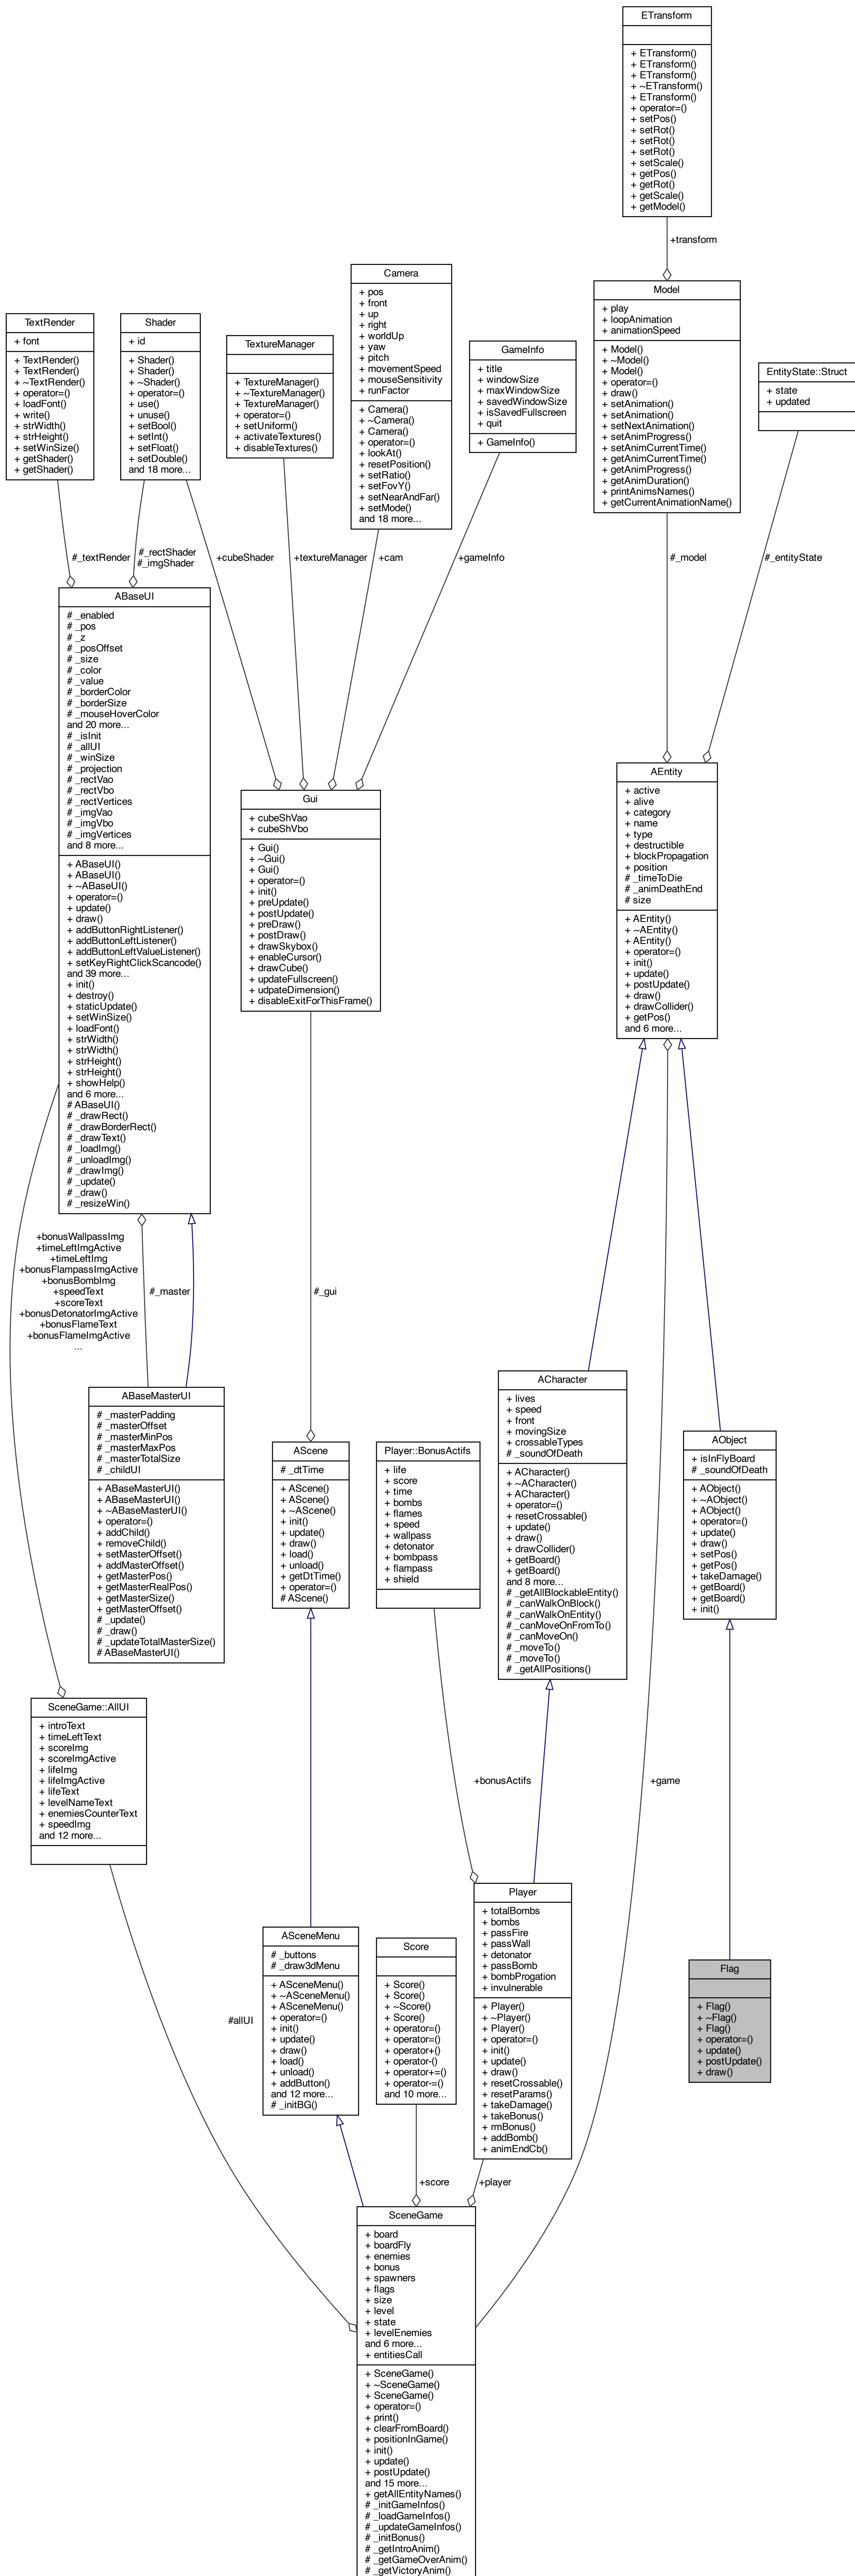 ETransform
+ ETransform()
+ ETransform()
+ ETransform()
+ ~ETransform()
+ ETransform()
+ operator=()
+ setPos()
+ setRot()
+ setRot()
+ setRot()
+ setScale()
+ getPos()
+ getRot()
+ getScale()
+ getModel()
+transform
Model
+ play
+ loopAnimation
+ animationSpeed
+ Model()
+ ~Model()
+ Model()
+ operator=()
+ draw()
+ setAnimation()
+ setAnimation()
+ setNextAnimation()
+ setAnimProgress()
+ setAnimCurrentTime()
+ getAnimCurrentTime()
+ getAnimProgress()
+ getAnimDuration()
+ printAnimsNames()
+ getCurrentAnimationName()
TextRender
+ font
+ TextRender()
+ TextRender()
+ ~TextRender()
+ operator=()
+ loadFont()
+ write()
+ strWidth()
+ strHeight()
+ setWinSize()
+ getShader()
+ getShader()
Shader
+ id
+ Shader()
+ Shader()
+ ~Shader()
+ operator=()
+ use()
+ unuse()
+ setBool()
+ setInt()
+ setFloat()
+ setDouble()
and 18 more...
TextureManager
+ TextureManager()
+ ~TextureManager()
+ TextureManager()
+ operator=()
+ setUniform()
+ activateTextures()
+ disableTextures()
Camera
+ pos
+ front
+ up
+ right
+ worldUp
+ yaw
+ pitch
+ movementSpeed
+ mouseSensitivity
+ runFactor
+ Camera()
+ ~Camera()
+ Camera()
+ operator=()
+ lookAt()
+ resetPosition()
+ setRatio()
+ setFovY()
+ setNearAndFar()
+ setMode()
and 18 more...
GameInfo
+ title
+ windowSize
+ maxWindowSize
+ savedWindowSize
+ isSavedFullscreen
+ quit
+ GameInfo()
EntityState::Struct
+ state
+ updated
#_textRender
#_rectShader
#_imgShader
+cubeShader
+textureManager
+cam
+gameInfo
#_model
#_entityState
ABaseUI
# _enabled
# _pos
# _z
# _posOffset
# _size
# _color
# _value
# _borderColor
# _borderSize
# _mouseHoverColor
and 20 more...
# _isInit
# _allUI
# _winSize
# _projection
# _rectVao
# _rectVbo
# _rectVertices
# _imgVao
# _imgVbo
# _imgVertices
and 8 more...
+ ABaseUI()
+ ABaseUI()
+ ~ABaseUI()
+ operator=()
+ update()
+ draw()
+ addButtonRightListener()
+ addButtonLeftListener()
+ addButtonLeftValueListener()
+ setKeyRightClickScancode()
and 39 more...
+ init()
+ destroy()
+ staticUpdate()
+ setWinSize()
+ loadFont()
+ strWidth()
+ strWidth()
+ strHeight()
+ strHeight()
+ showHelp()
and 6 more...
# ABaseUI()
# _drawRect()
# _drawBorderRect()
# _drawText()
# _loadImg()
# _unloadImg()
# _drawImg()
# _update()
# _draw()
# _resizeWin()
Gui
+ cubeShVao
+ cubeShVbo
+ Gui()
+ ~Gui()
+ Gui()
+ operator=()
+ init()
+ preUpdate()
+ postUpdate()
+ preDraw()
+ postDraw()
+ drawSkybox()
+ enableCursor()
+ drawCube()
+ updateFullscreen()
+ udpateDimension()
+ disableExitForThisFrame()
AEntity
+ active
+ alive
+ category
+ name
+ type
+ destructible
+ blockPropagation
+ position
# _timeToDie
# _animDeathEnd
# size
+ AEntity()
+ ~AEntity()
+ AEntity()
+ operator=()
+ init()
+ update()
+ postUpdate()
+ draw()
+ drawCollider()
+ getPos()
and 6 more...
+bonusWallpassImg
+timeLeftImgActive
+timeLeftImg
+bonusFlampassImgActive
+bonusBombImg
+speedText
+scoreText
+bonusDetonatorImgActive
+bonusFlameText
+bonusFlameImgActive
...
#_master
#_gui
ABaseMasterUI
# _masterPadding
# _masterOffset
# _masterMinPos
# _masterMaxPos
# _masterTotalSize
# _childUI
+ ABaseMasterUI()
+ ABaseMasterUI()
+ ~ABaseMasterUI()
+ operator=()
+ addChild()
+ removeChild()
+ setMasterOffset()
+ addMasterOffset()
+ getMasterPos()
+ getMasterRealPos()
+ getMasterSize()
+ getMasterOffset()
# _update()
# _draw()
# _updateTotalMasterSize()
# ABaseMasterUI()
AScene
# _dtTime
+ AScene()
+ AScene()
+ ~AScene()
+ init()
+ update()
+ draw()
+ load()
+ unload()
+ getDtTime()
+ operator=()
# AScene()
Player::BonusActifs
+ life
+ score
+ time
+ bombs
+ flames
+ speed
+ wallpass
+ detonator
+ bombpass
+ flampass
+ shield
ACharacter
+ lives
+ speed
+ front
+ movingSize
+ crossableTypes
# _soundOfDeath
+ ACharacter()
+ ~ACharacter()
+ ACharacter()
+ operator=()
+ resetCrossable()
+ update()
+ draw()
+ drawCollider()
+ getBoard()
+ getBoard()
and 8 more...
# _getAllBlockableEntity()
# _canWalkOnBlock()
# _canWalkOnEntity()
# _canMoveOnFromTo()
# _canMoveOn()
# _moveTo()
# _moveTo()
# _getAllPositions()
AObject
+ isInFlyBoard
# _soundOfDeath
+ AObject()
+ ~AObject()
+ AObject()
+ operator=()
+ update()
+ draw()
+ setPos()
+ getPos()
+ takeDamage()
+ getBoard()
+ getBoard()
+ init()
SceneGame::AllUI
+ introText
+ timeLeftText
+ scoreImg
+ scoreImgActive
+ lifeImg
+ lifeImgActive
+ lifeText
+ levelNameText
+ enemiesCounterText
+ speedImg
and 12 more...
+bonusActifs
+game
ASceneMenu
# _buttons
# _draw3dMenu
+ ASceneMenu()
+ ~ASceneMenu()
+ ASceneMenu()
+ operator=()
+ init()
+ update()
+ draw()
+ load()
+ unload()
+ addButton()
and 12 more...
# _initBG()
Score
+ Score()
+ Score()
+ ~Score()
+ Score()
+ operator=()
+ operator=()
+ operator+()
+ operator-()
+ operator+=()
+ operator-=()
and 10 more...
Player
+ totalBombs
+ bombs
+ passFire
+ passWall
+ detonator
+ passBomb
+ bombProgation
+ invulnerable
+ Player()
+ ~Player()
+ Player()
+ operator=()
+ init()
+ update()
+ draw()
+ resetCrossable()
+ resetParams()
+ takeDamage()
+ takeBonus()
+ rmBonus()
+ addBomb()
+ animEndCb()
Flag
+ Flag()
+ ~Flag()
+ Flag()
+ operator=()
+ update()
+ postUpdate()
+ draw()
#allUI
+score
+player
SceneGame
+ board
+ boardFly
+ enemies
+ bonus
+ spawners
+ flags
+ size
+ level
+ state
+ levelEnemies
and 6 more...
+ entitiesCall
+ SceneGame()
+ ~SceneGame()
+ SceneGame()
+ operator=()
+ print()
+ clearFromBoard()
+ positionInGame()
+ init()
+ update()
+ postUpdate()
and 15 more...
+ getAllEntityNames()
# _initGameInfos()
# _loadGameInfos()
# _updateGameInfos()
# _initBonus()
# _getIntroAnim()
# _getGameOverAnim()
# _getVictoryAnim()